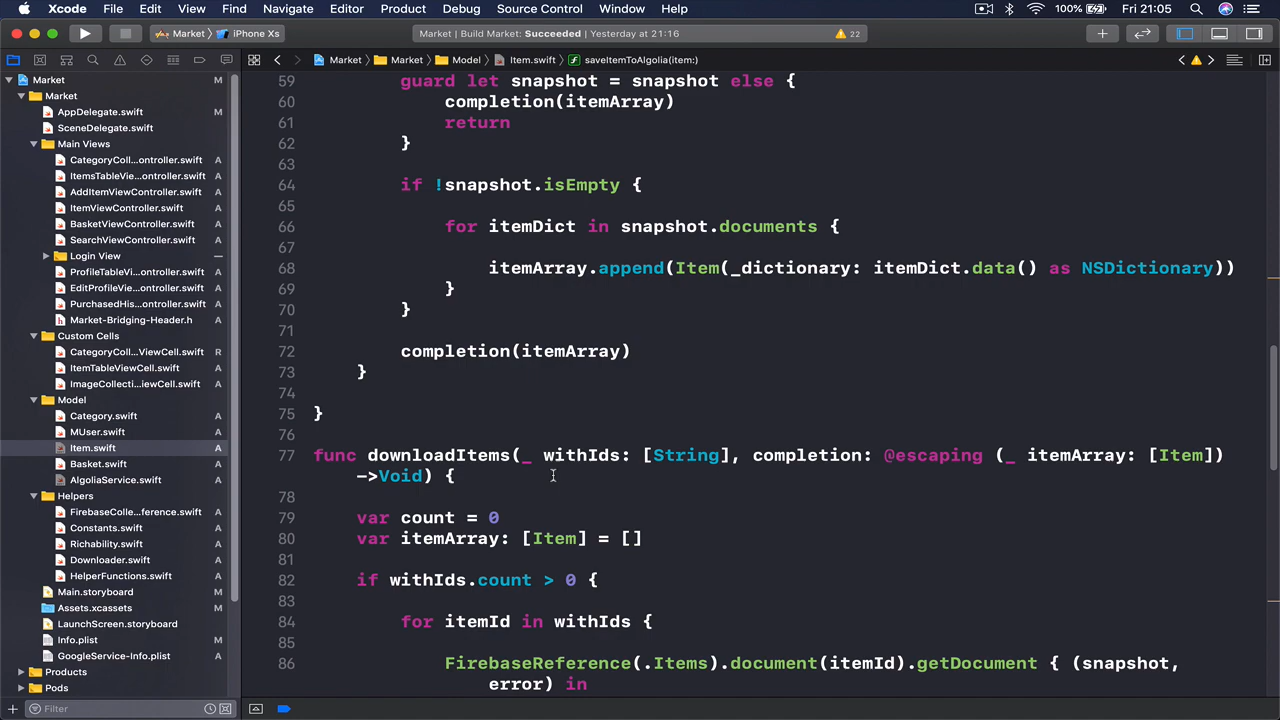 Xcode File Edit View Find Navigate Editor Product Debug Source Control Window Help 100% Fri 21:05
Market iPhone Xs Market | Build Market: Succeeded | Yesterday at 21:16 22
Market Market Model Item.swift saveItemToAlgolia(item:)
Market M
Market
AppDelegate.swift M
SceneDelegate.swift
Main Views
CategoryColl...ontroller.swift A
ItemsTableVie...ontroller.swift A
AddItemViewController.swift A
ItemViewController.swift A
BasketViewController.swift A
SearchViewController.swift A
Login View
ProfileTableVi...ontroller.swift A
EditProfileVie...ontroller.swift A
PurchasedHis...ontroller.swift A
Market-Bridging-Header.h A
Custom Cells
CategoryColl...ViewCell.swift R
ItemTableViewCell.swift A
ImageCollecti...iewCell.swift A
Model
Category.swift A
MUser.swift A
Item.swift A
Basket.swift A
AlgoliaService.swift A
Helpers
FirebaseColle...ference.swift A
Constants.swift A
Richability.swift A
Downloader.swift A
HelperFunctions.swift A
Main.storyboard M
Assets.xcassets M
LaunchScreen.storyboard
Info.plist M
GoogleService-Info.plist A
Products
Pods
Filter
59 guard let snapshot = snapshot else {
60 completion(itemArray)
61 return
62 }
63
64 if !snapshot.isEmpty {
65
66 for itemDict in snapshot.documents {
67
68 itemArray.append(Item(_dictionary: itemDict.data() as NSDictionary))
69 }
70 }
71
72 completion(itemArray)
73 }
74
75 }
76
77 func downloadItems(_ withIds: [String], completion: @escaping (_ itemArray: [Item])
->Void) {
78
79 var count = 0
80 var itemArray: [Item] = []
81
82 if withIds.count > 0 {
83
84 for itemId in withIds {
85
86 FirebaseReference(.Items).document(itemId).getDocument { (snapshot,
error) in